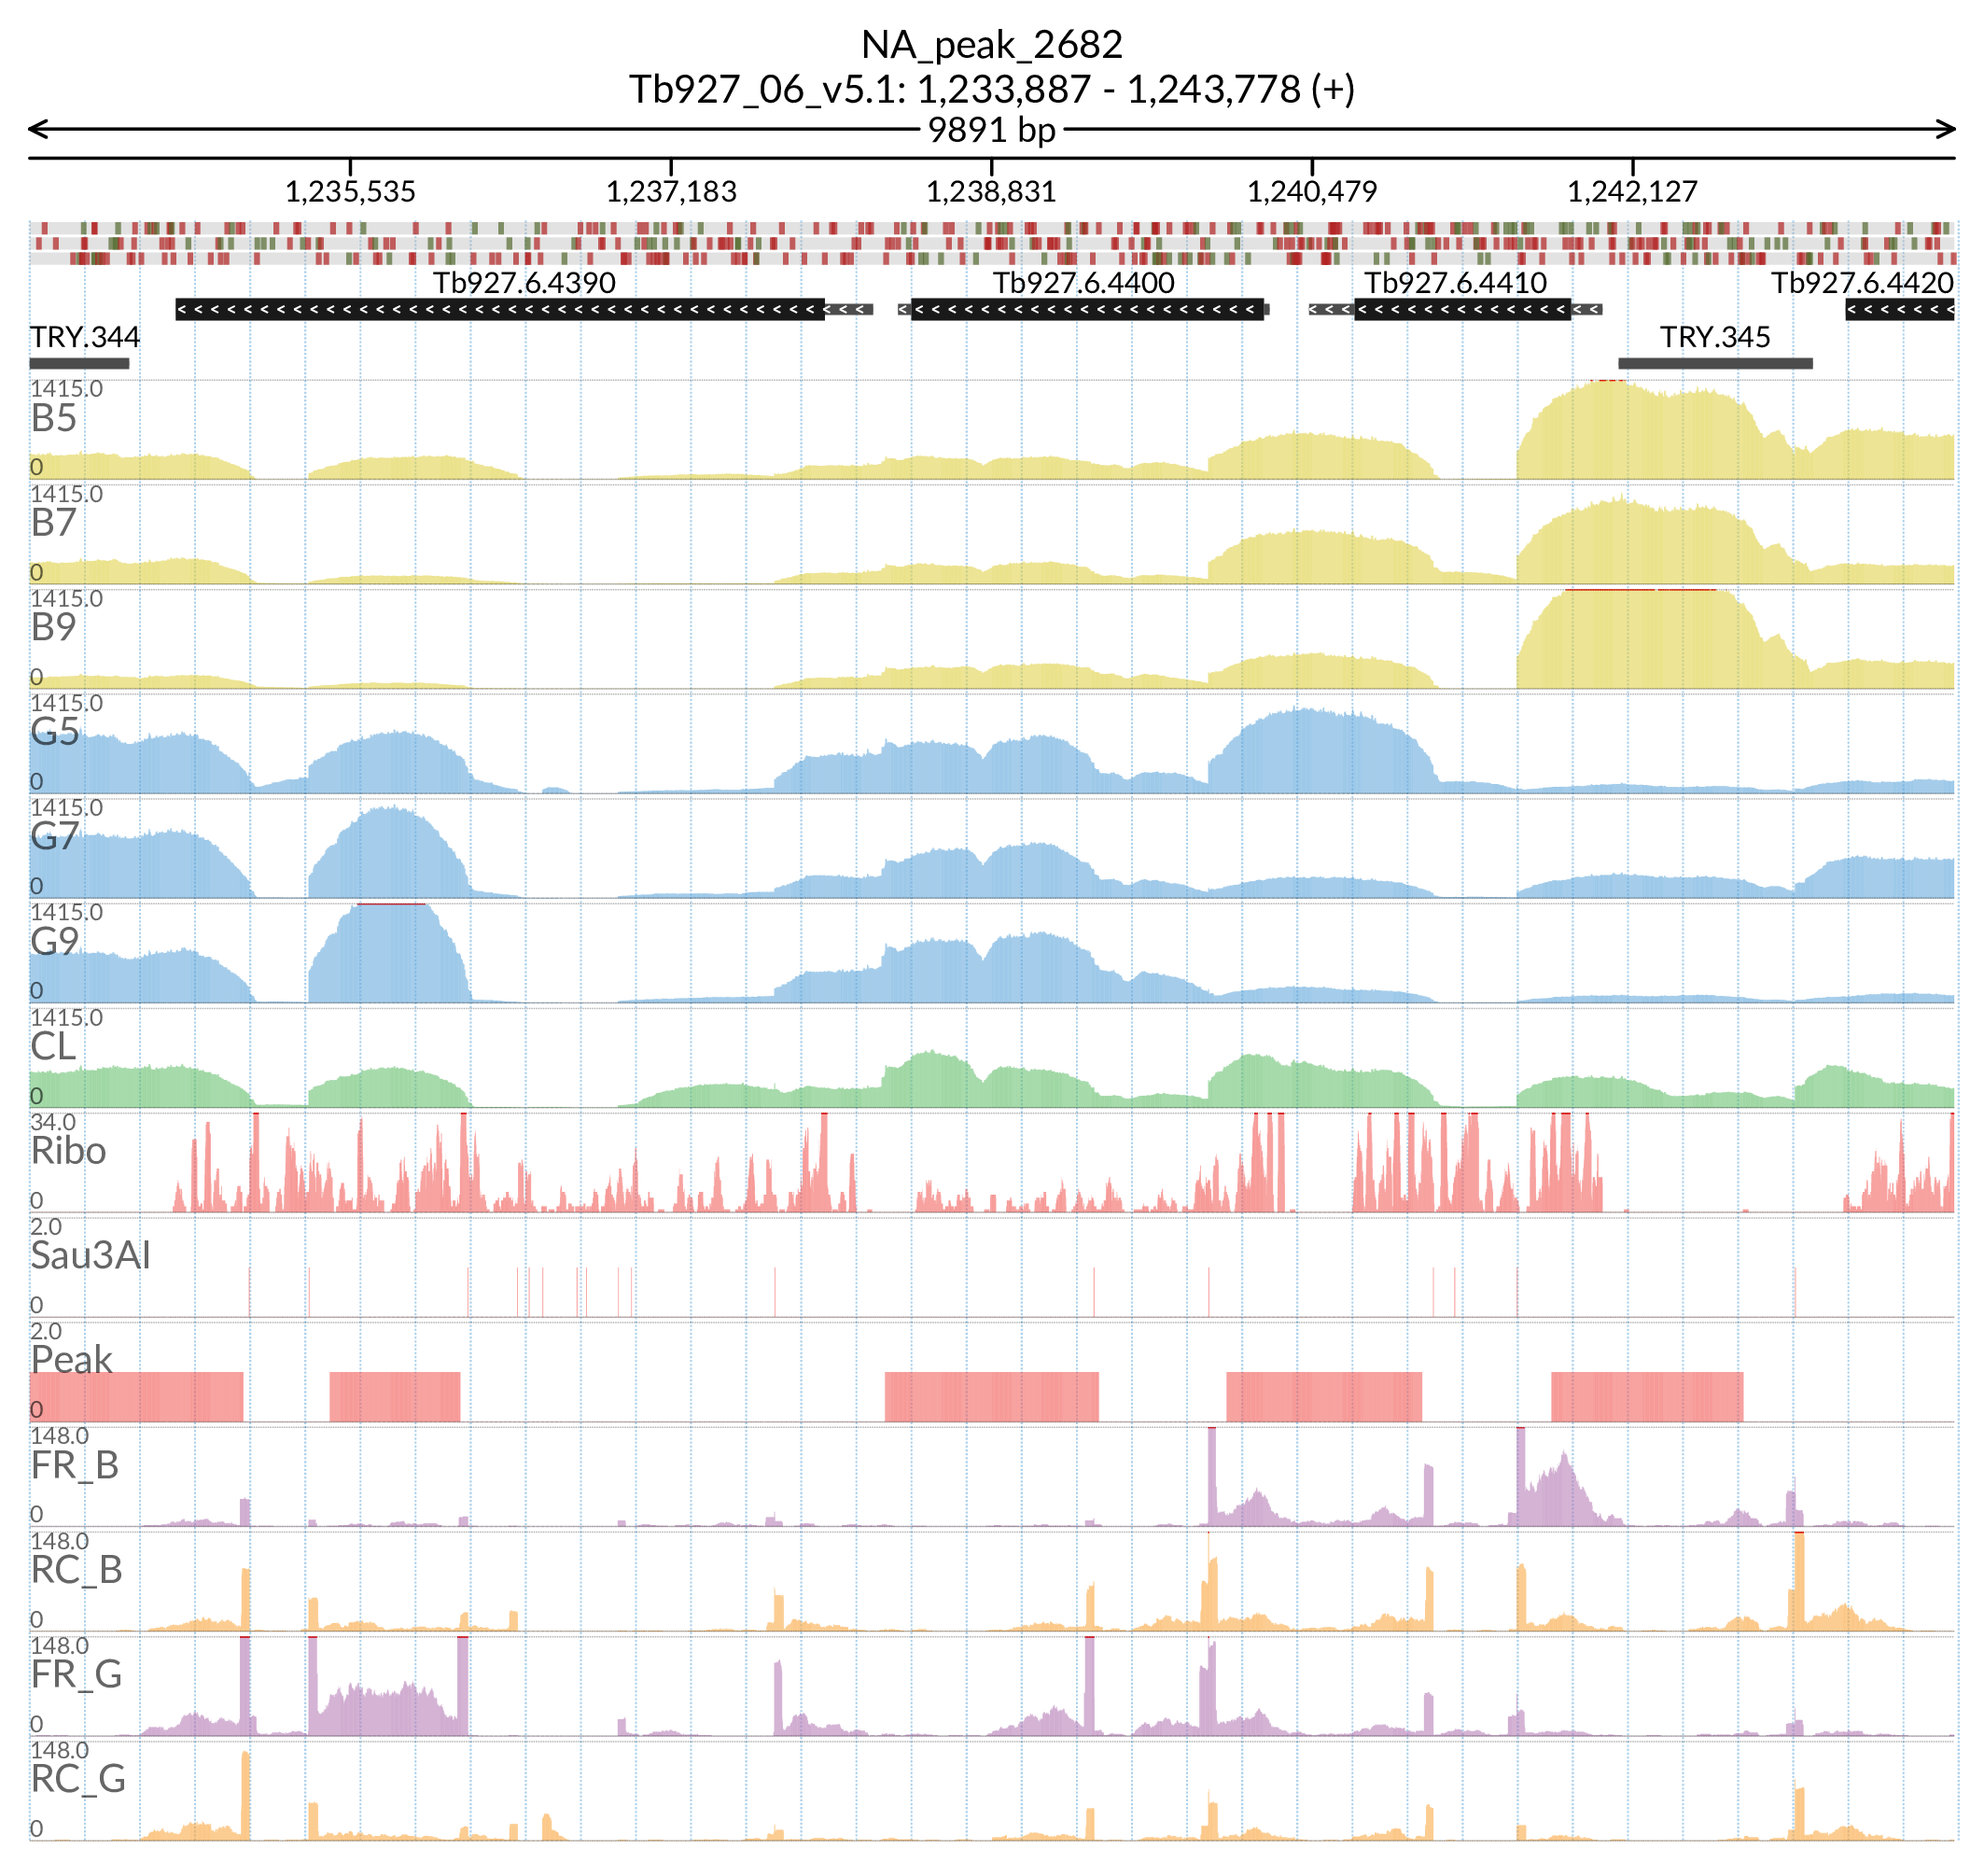 NA_peak_2682
Tb927_06_v5.1: 1,233,887 - 1,243,778 (+)
9891 bp
1,235,535 1,237,183 1,238,831 1,240,479 1,242,127
Tb927.6.4390 Tb927.6.4400 Tb927.6.4410 Tb927.6.4420
TRY.344 TRY.345
1415.0
B5
0
1415.0
B7
0
1415.0
B9
0
1415.0
G5
0
1415.0
G7
0
1415.0
G9
0
1415.0
CL
0
34.0
Ribo
0
2.0
Sau3AI
0
2.0
Peak
0
148.0
FR_B
0
148.0
RC_B
0
148.0
FR_G
0
148.0
RC_G
0